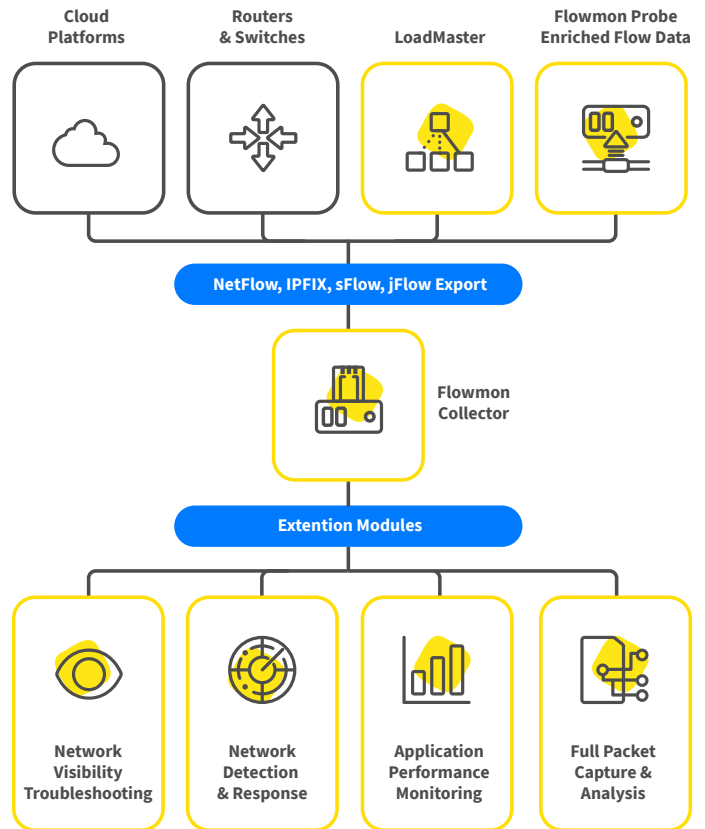 Cloud
Platforms
Routers
& Switches
LoadMaster
Flowmon Probe
Enriched Flow Data
NetFlow, IPFIX, sFlow, jFlow Export
Flowmon
Collector
Extention Modules
Network
Visibility
Troubleshooting
Network
Detection
& Response
Application
Performance
Monitoring
Full Packet
Capture &
Analysis